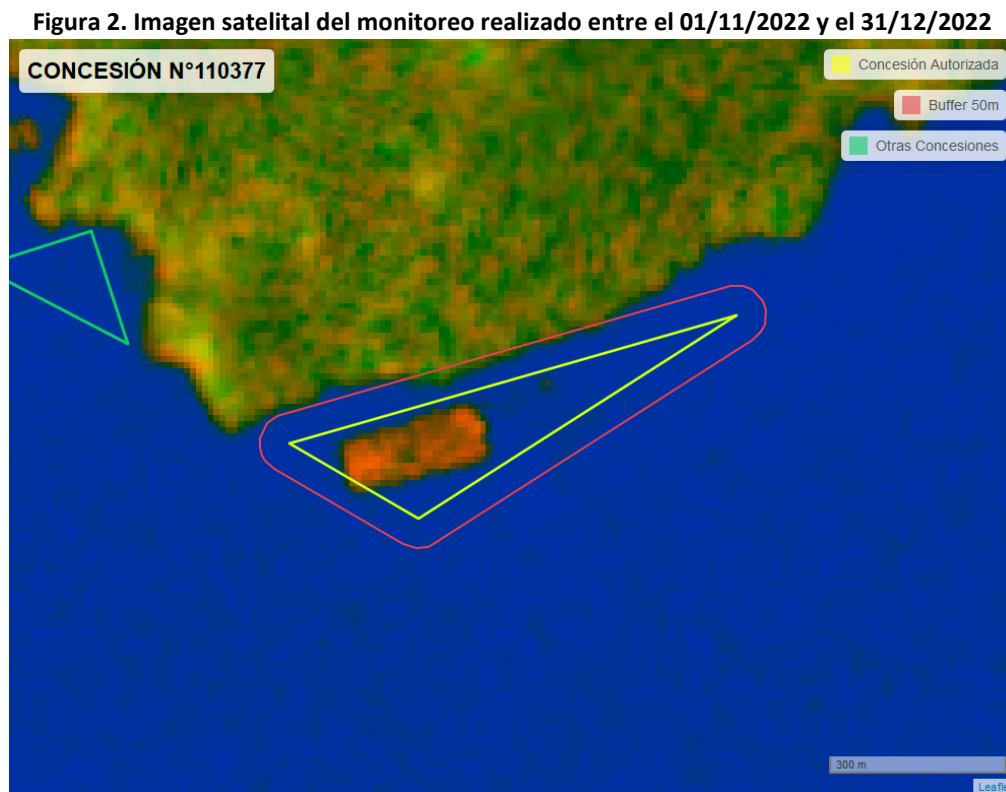 Figura 2. Imagen satelital del monitoreo realizado entre el 01/11/2022 y el 31/12/2022
CONCESIÓN N°110377
Concesión Autorizada
Buffer 50m
Otras Concesiones
300 m
Leafle